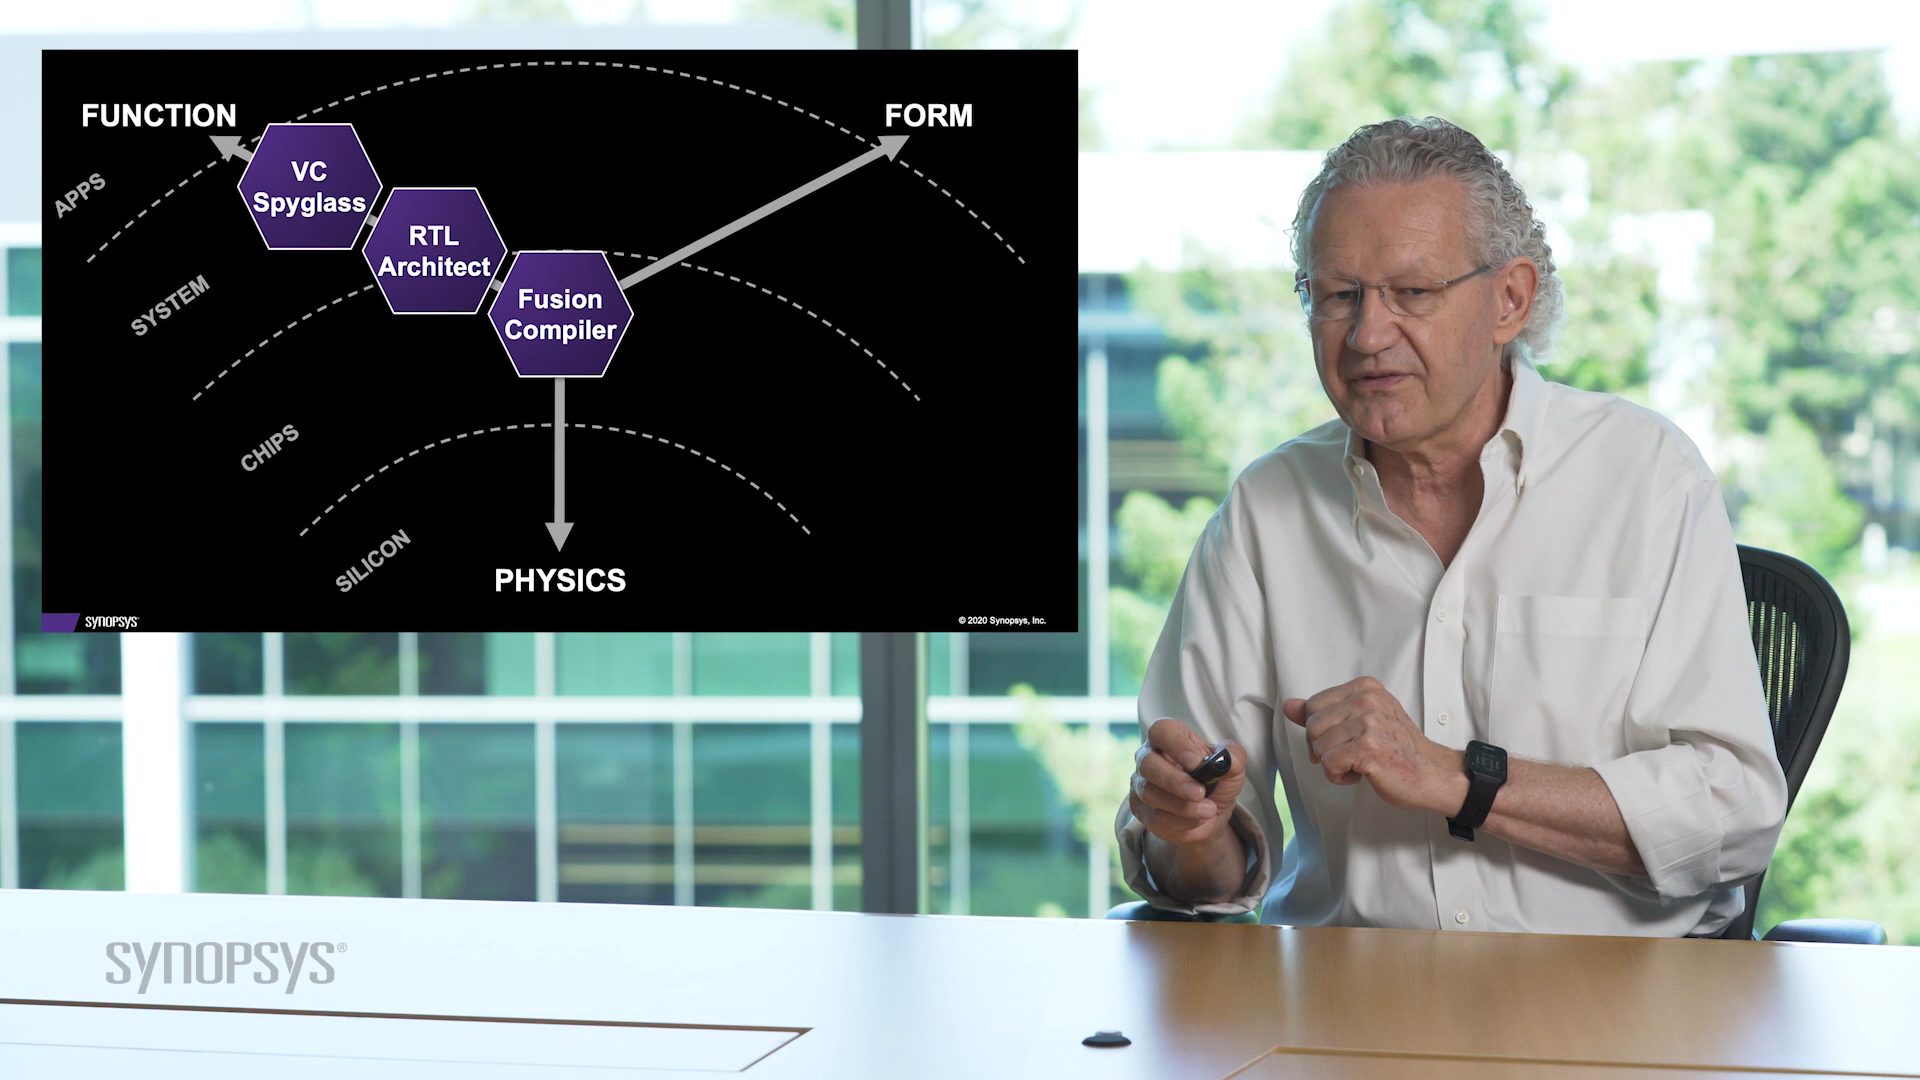 FUNCTION
FORM
VC
Spyglass
APPS
RTL
Architect
SYSTEM
Fusion
Compiler
CHIPS
SILICON
PHYSICS
SYNOPSYS
© 2020 Synopsys, Inc.
SYNOPSYS®